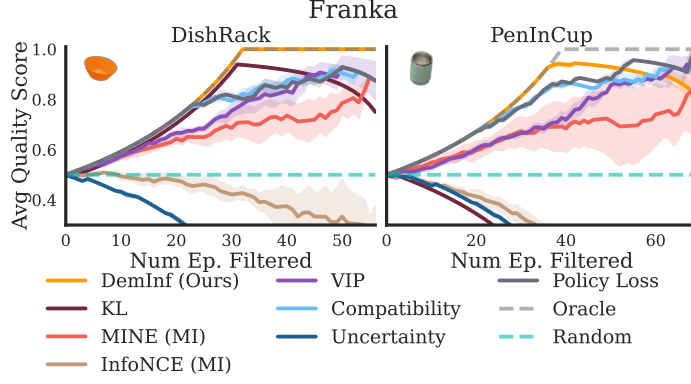 Franka
DishRack PenInCup
Avg Quality Score
1.0
0.8
0.6
0.4
0 10 20 30 40 50 0 20 40 60
Num Ep. Filtered Num Ep. Filtered
DemInf (Ours) VIP Policy Loss
KL Compatibility Oracle
MINE (MI) Uncertainty Random
InfoNCE (MI)